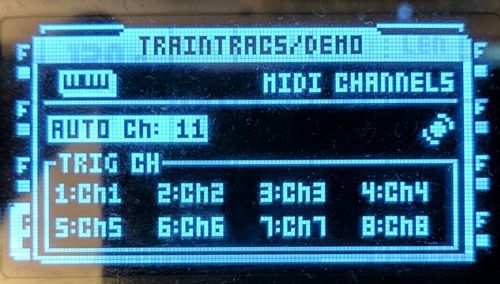 TRAINTRACS/DEMO
MIDI CHANNELS
AUTO Ch: 11
TRIG CH
1:Ch1 2:Ch2 3:Ch3 4:Ch4
5:Ch5 6:Ch6 7:Ch7 8:Ch8